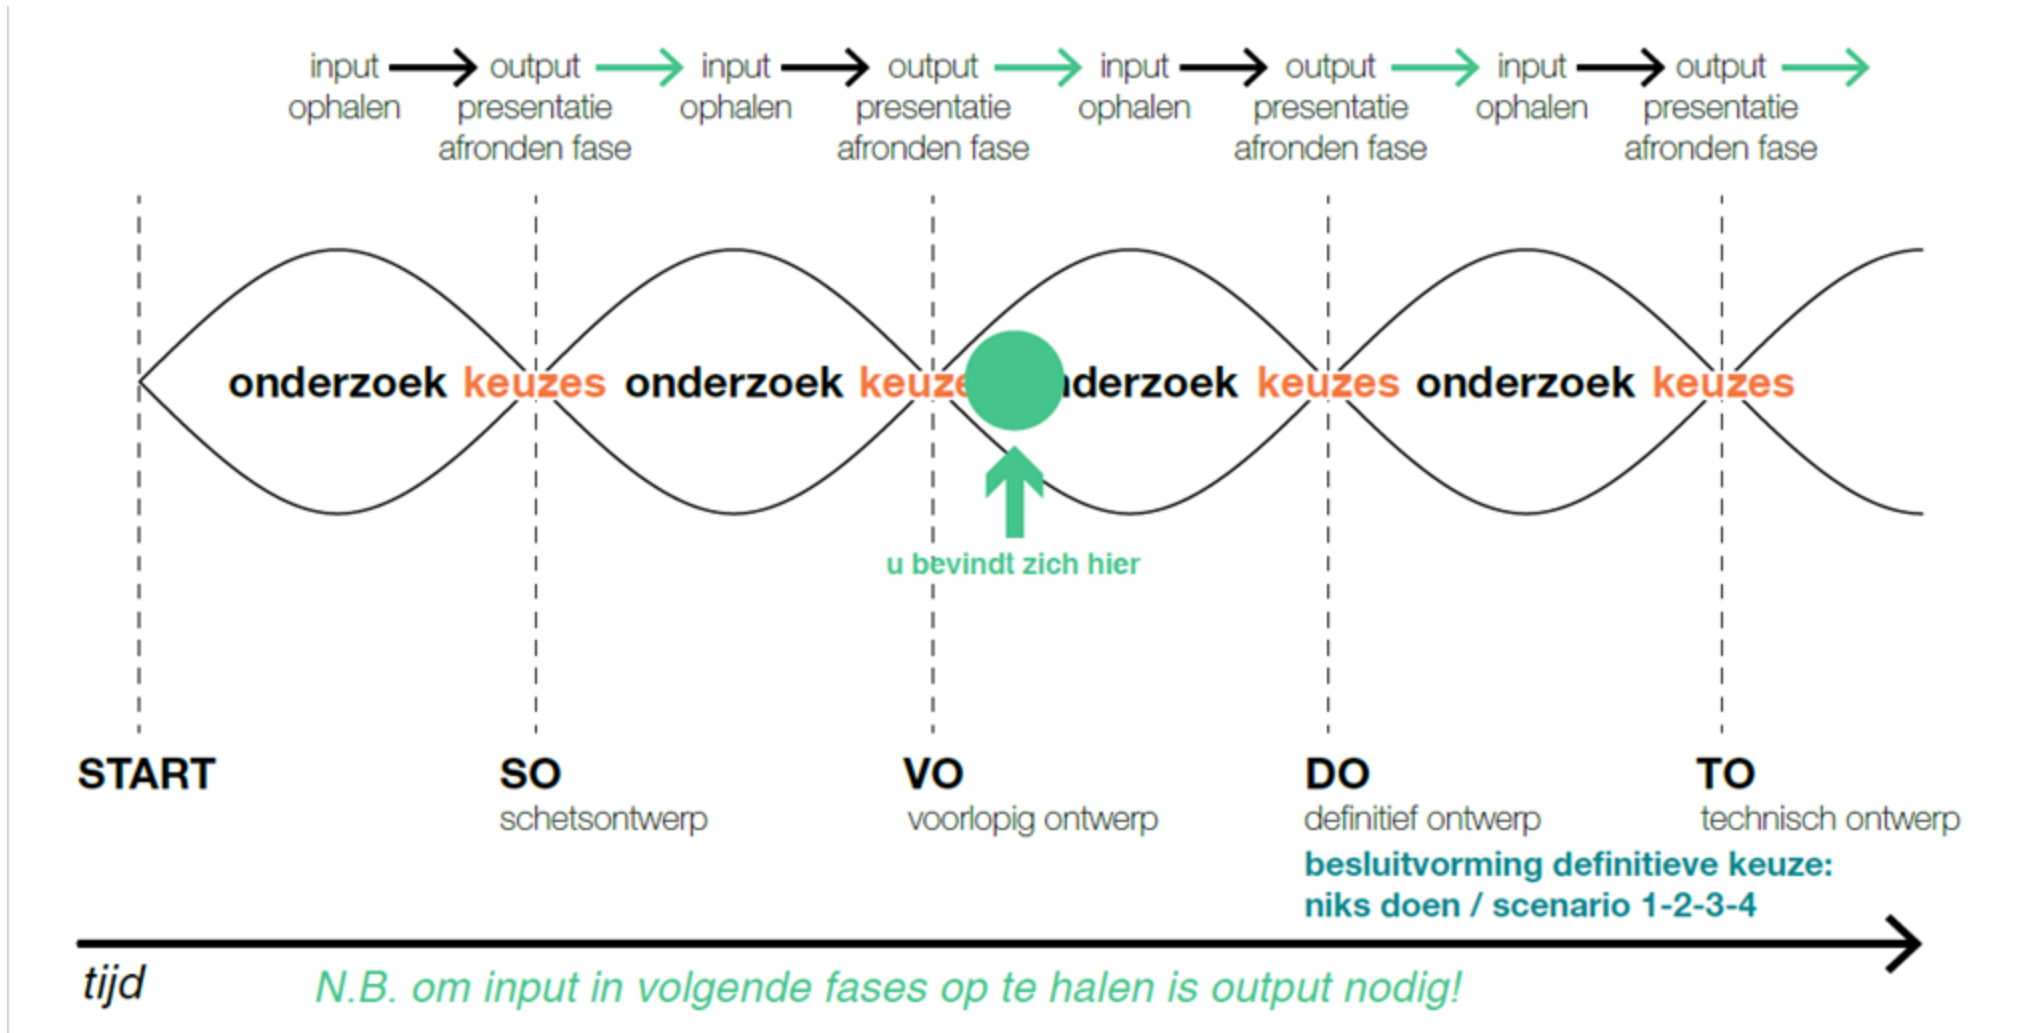 input output input output input output input output
ophalen presentatie ophalen presentatie ophalen presentatie ophalen presentatie
afronden fase afronden fase afronden fase afronden fase
onderzoek keuzes onderzoek keuze onderzoek keuzes onderzoek keuzes
u bevindt zich hier
START SO VO DO TO
schetsontwerp voorlopig ontwerp definitief ontwerp technisch ontwerp
besluitvorming definitieve keuze:
niks doen / scenario 1-2-3-4
tijd N.B. om input in volgende fases op te halen is output nodig!